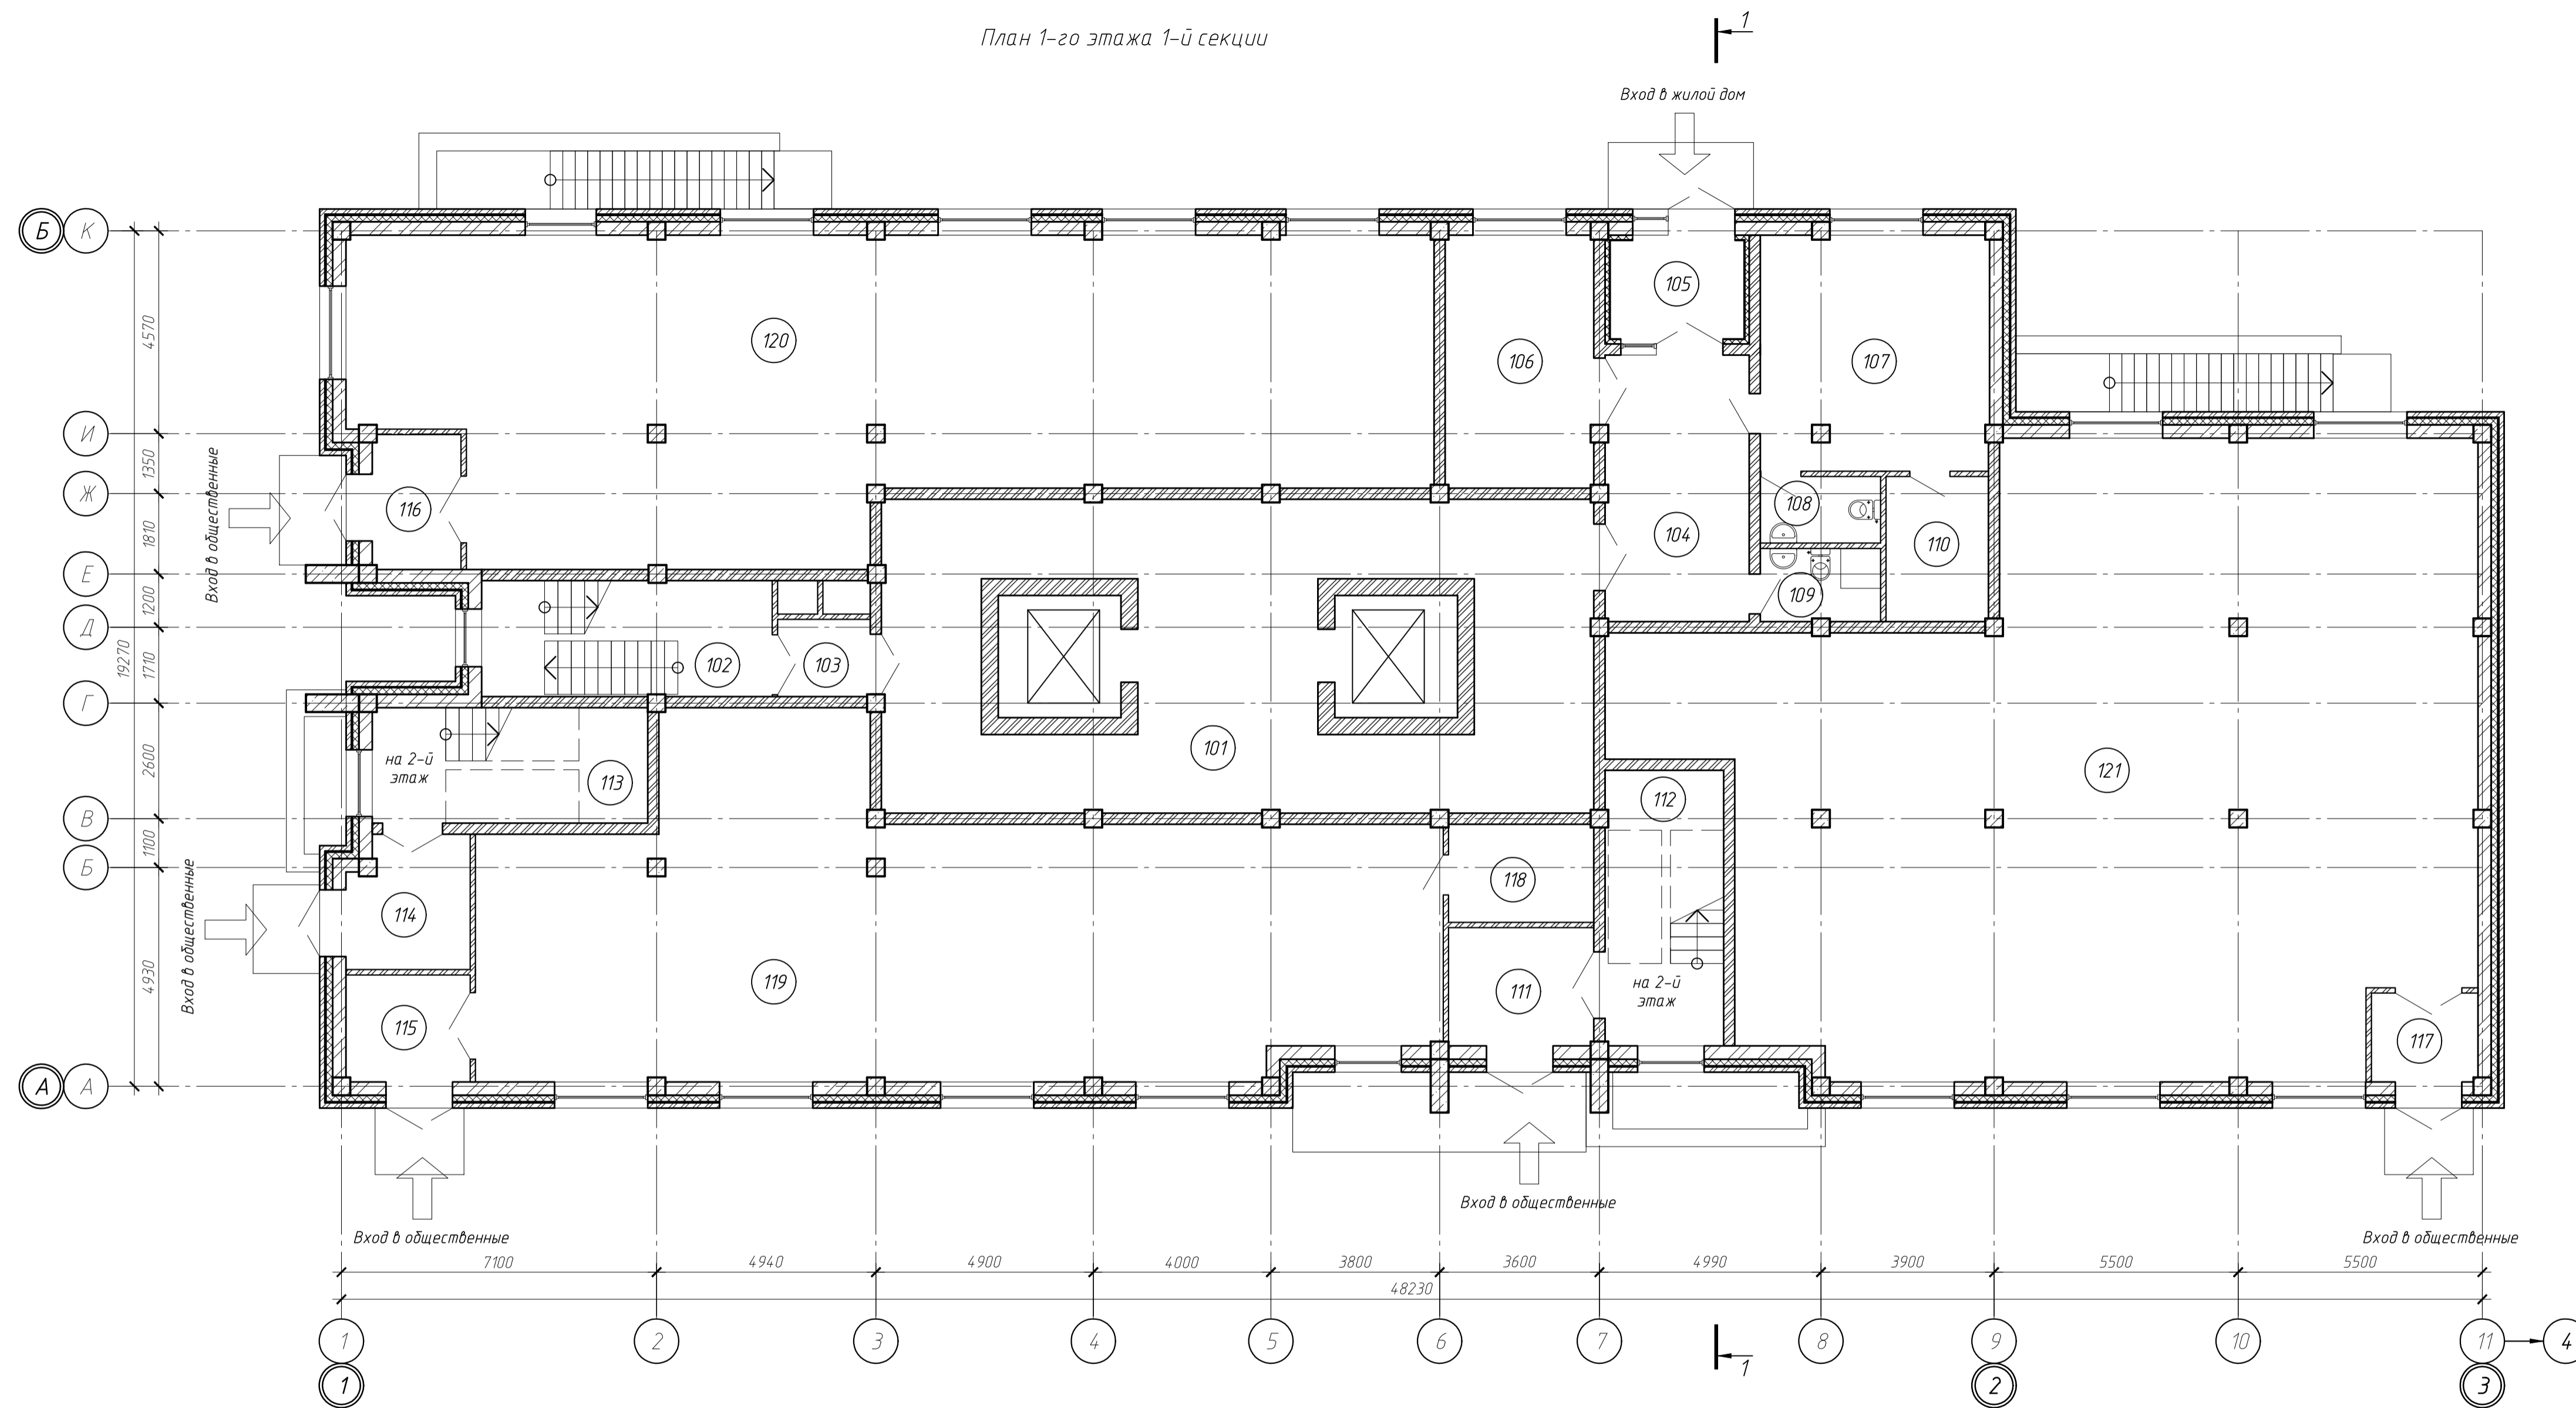 План 1-го этажа 1-й секции
1
Вход в жилой дом
Б
К
4570
120
106
105
107
И
1350
Вход в общественные
Ж
116
1810
108
104
110
Е
1200
109
Д
19270
1710
102
103
Г
101
121
2600
на 2-й
этаж
113
112
В
1100
Б
118
Вход в общественные
114
4930
119
111
на 2-й
этаж
115
117
А
А
Вход в общественные
Вход в общественные
Вход в общественные
7100
4940
4900
4000
3800
3600
4990
3900
5500
5500
48230
1
2
3
4
5
6
7
8
9
10
11
4
1
1
2
3